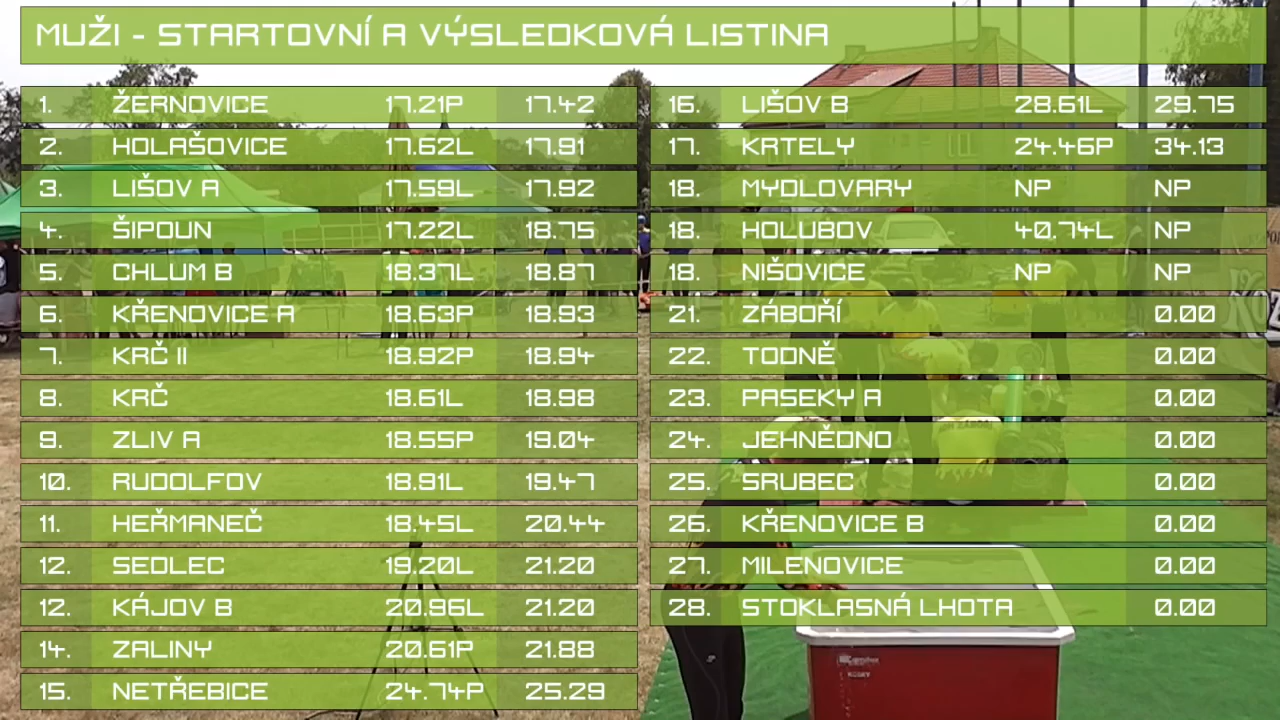 MUŽI - STARTOVNÍ A VÝSLEDKOVÁ LISTINA
1. ŽERNOVICE 17.21P 17.42
2. HOLAŠOVICE 17.62L 17.91
3. LIŠOV A 17.59L 17.92
4. ŠIPOUN 17.22L 18.75
5. CHLUM B 18.37L 18.87
6. KŘENOVICE A 18.63P 18.93
7. KRČ II 18.92P 18.94
8. KRČ 18.61L 18.98
9. ZLIV A 18.55P 19.04
10. RUDOLFOV 18.91L 19.47
11. HEŘMANEČ 18.45L 20.44
12. SEDLEC 19.20L 21.20
12. KÁJOV B 20.96L 21.20
14. ZALINY 20.61P 21.88
15. NETŘEBICE 24.74P 25.29
16. LIŠOV B 28.61L 29.75
17. KRTELY 24.46P 34.13
18. MYDLOVARY NP NP
18. HOLUBOV 40.74L NP
18. NIŠOVICE NP NP
21. ZÁBOŘÍ 0.00
22. TODNĚ 0.00
23. PASEKY A 0.00
24. JEHNĚDNO 0.00
25. SRUBEC 0.00
26. KŘENOVICE B 0.00
27. MILENOVICE 0.00
28. STOKLASNÁ LHOTA 0.00